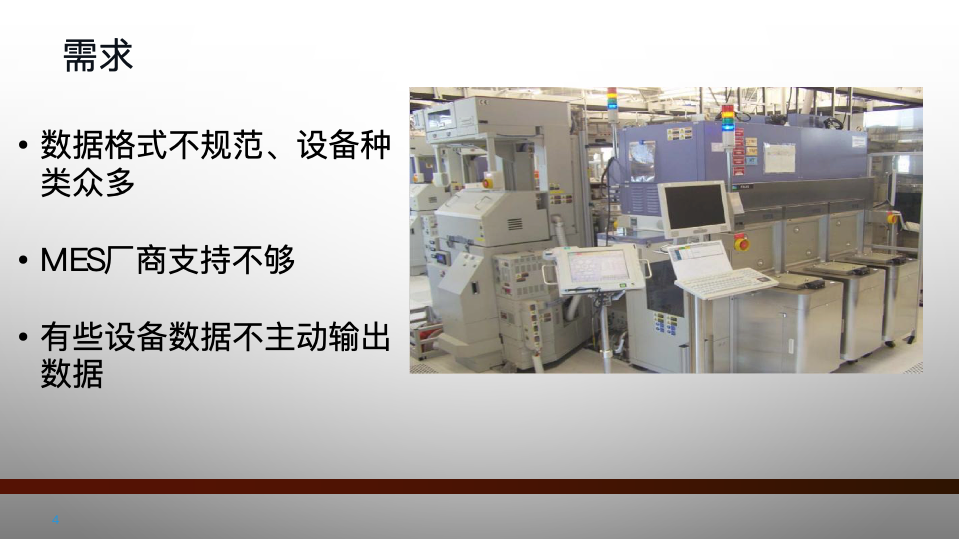 需求
• 数据格式不规范、设备种
类众多
• MES厂商支持不够
• 有些设备数据不主动输出
数据